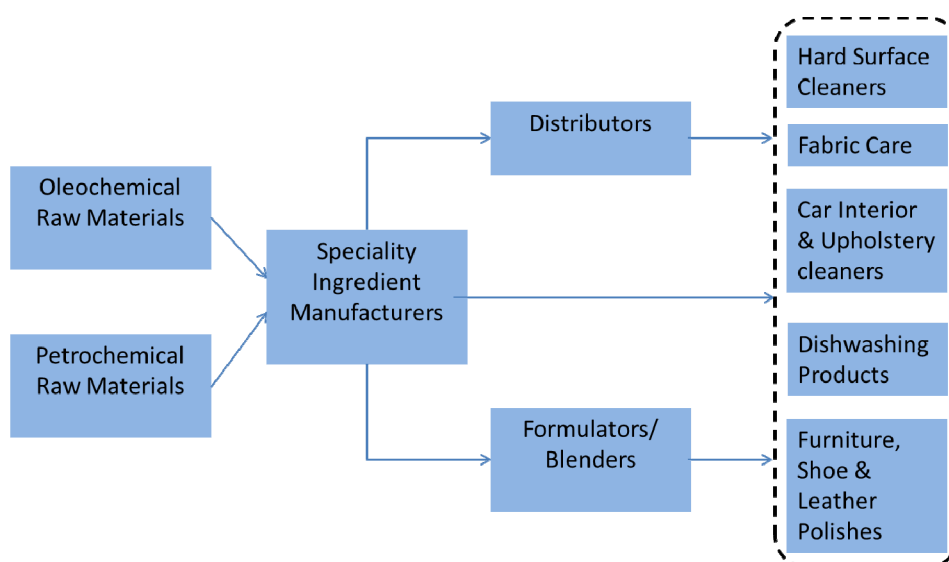 Oleochemical
Raw Materials
Petrochemical
Raw Materials
Speciality
Ingredient
Manufacturers
Distributors
Formulators/
Blenders
Hard Surface
Cleaners
Fabric Care
Car Interior
& Upholstery
cleaners
Dishwashing
Products
Furniture,
Shoe &
Leather
Polishes